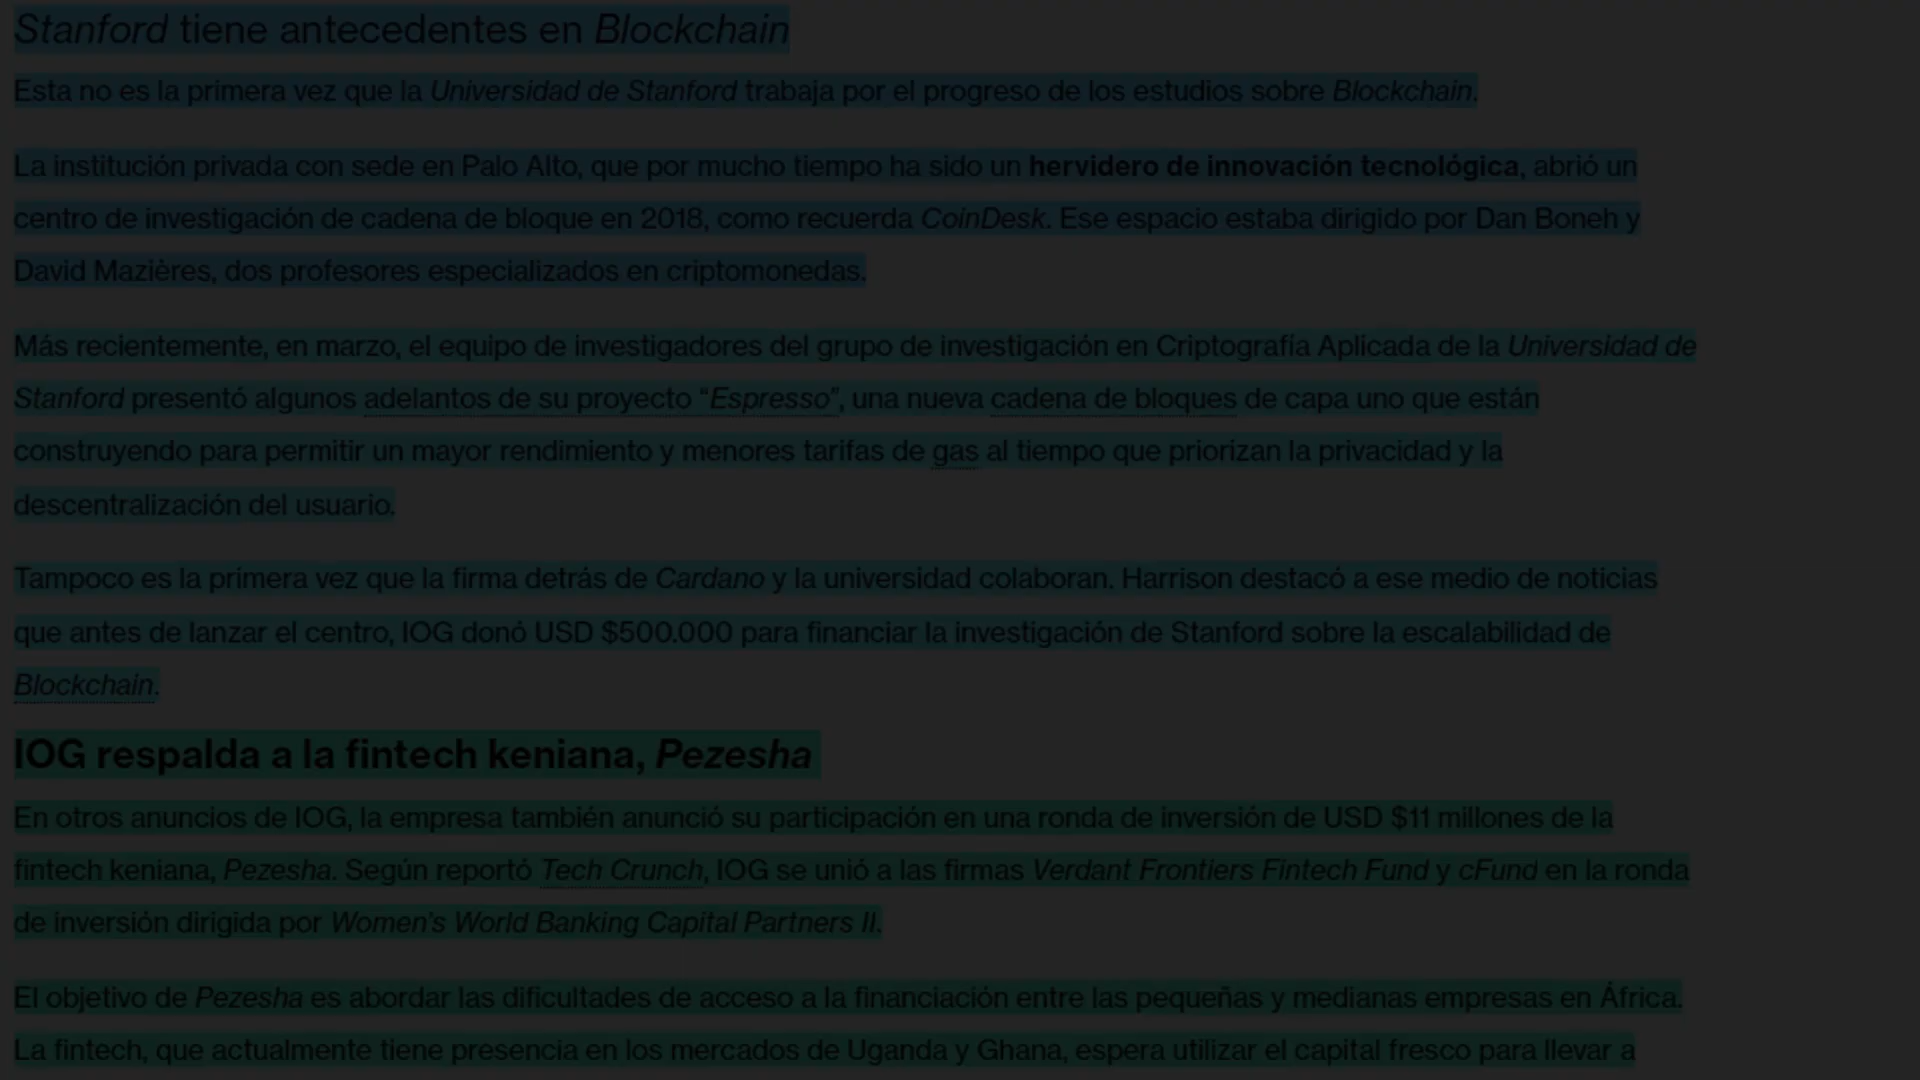 Stanford tiene antecedentes en Blockchain
Esta no es la primera vez que la Universidad de Stanford trabaja por el progreso de los estudios sobre Blockchain.
La institución privada con sede en Palo Alto, que por mucho tiempo ha sido un hervidero de innovación tecnológica, abrió un
centro de investigación de cadena de bloque en 2018, como recuerda CoinDesk. Ese espacio estaba dirigido por Dan Boneh y
David Mazières, dos profesores especializados en criptomonedas.
Más recientemente, en marzo, el equipo de investigadores del grupo de investigación en Criptografía Aplicada de la Universidad de
Stanford presentó algunos adelantos de su proyecto “Espresso”, una nueva cadena de bloques de capa uno que están
construyendo para permitir un mayor rendimiento y menores tarifas de gas al tiempo que priorizan la privacidad y la
descentralización del usuario.
Tampoco es la primera vez que la firma detrás de Cardano y la universidad colaboran. Harrison destacó a ese medio de noticias
que antes de lanzar el centro, IOG donó USD $500.000 para financiar la investigación de Stanford sobre la escalabilidad de
Blockchain.
IOG respalda a la fintech keniana, Pezesha
En otros anuncios de IOG, la empresa también anunció su participación en una ronda de inversión de USD $11 millones de la
fintech keniana, Pezesha. Según reportó Tech Crunch, IOG se unió a las firmas Verdant Frontiers Fintech Fund y cFund en la ronda
de inversión dirigida por Women’s World Banking Capital Partners II.
El objetivo de Pezesha es abordar las dificultades de acceso a la financiación entre las pequeñas y medianas empresas en África.
La fintech, que actualmente tiene presencia en los mercados de Uganda y Ghana, espera utilizar el capital fresco para llevar a